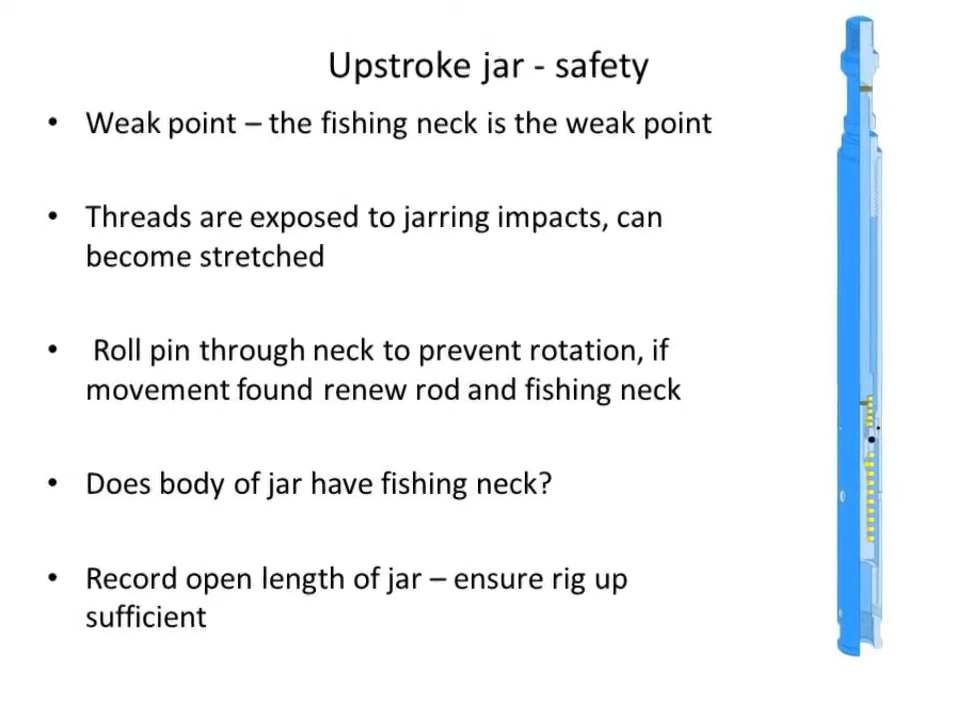 Upstroke jar - safety
• Weak point – the fishing neck is the weak point
• Threads are exposed to jarring impacts, can
become stretched
• Roll pin through neck to prevent rotation, if
movement found renew rod and fishing neck
• Does body of jar have fishing neck?
• Record open length of jar – ensure rig up
sufficient